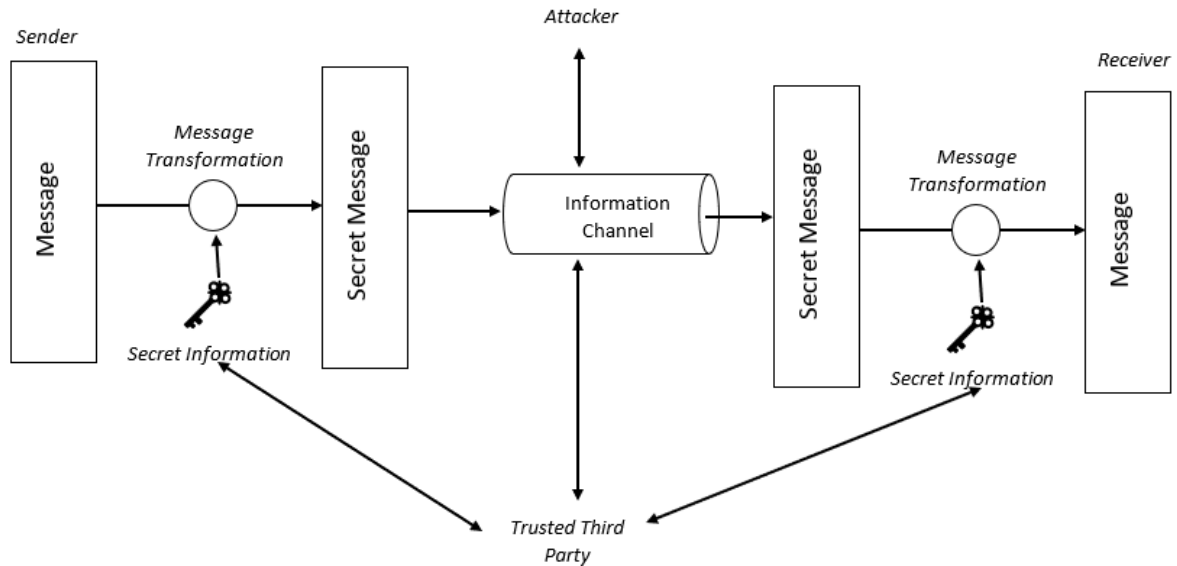 Sender
Message
Message
Transformation
Secret Information
Secret Message
Attacker
Information
Channel
Trusted Third
Party
Secret Message
Message
Transformation
Secret Information
Receiver
Message